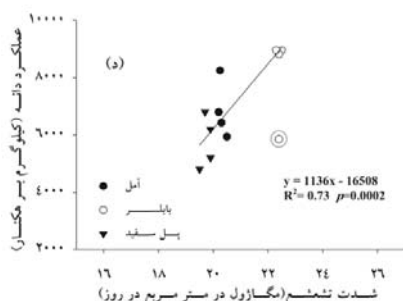 ۱۰۰۰۰
۸۰۰۰
۶۰۰۰
۴۰۰۰
۲۰۰۰
عملکرد دانه (کیلوگرم در هکتار)
(د)
آمل
بابلسر
پل سفید
y = 1136x - 16508
R²= 0.73 p=0.0002
۱۶ ۱۸ ۲۰ ۲۲ ۲۴ ۲۶
شدت تشعشع(مگاژول در متر مربع در روز)